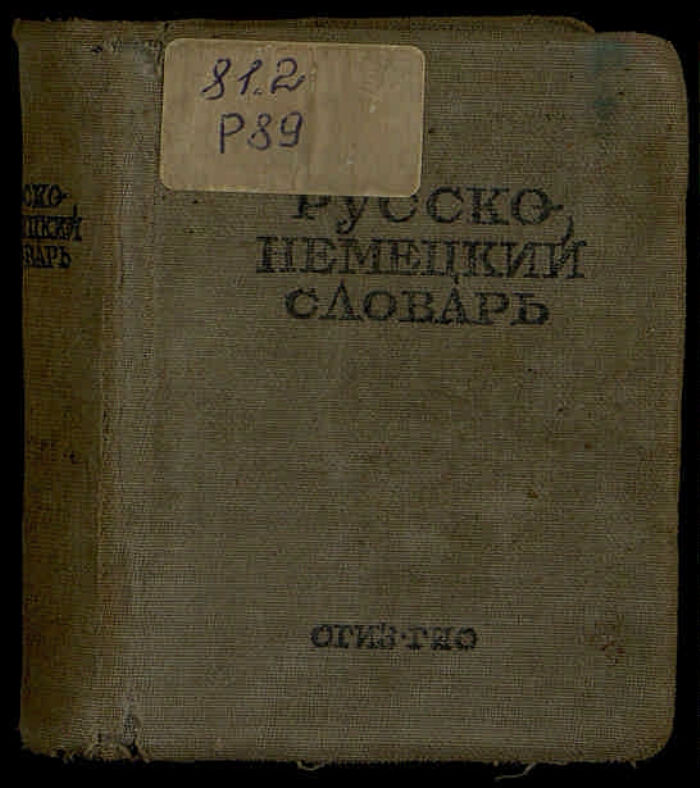 81.2
Р89
РУССКО-
НЕМЕЦКИЙ
СЛОВАРЬ
ОГИЗ·ГИС